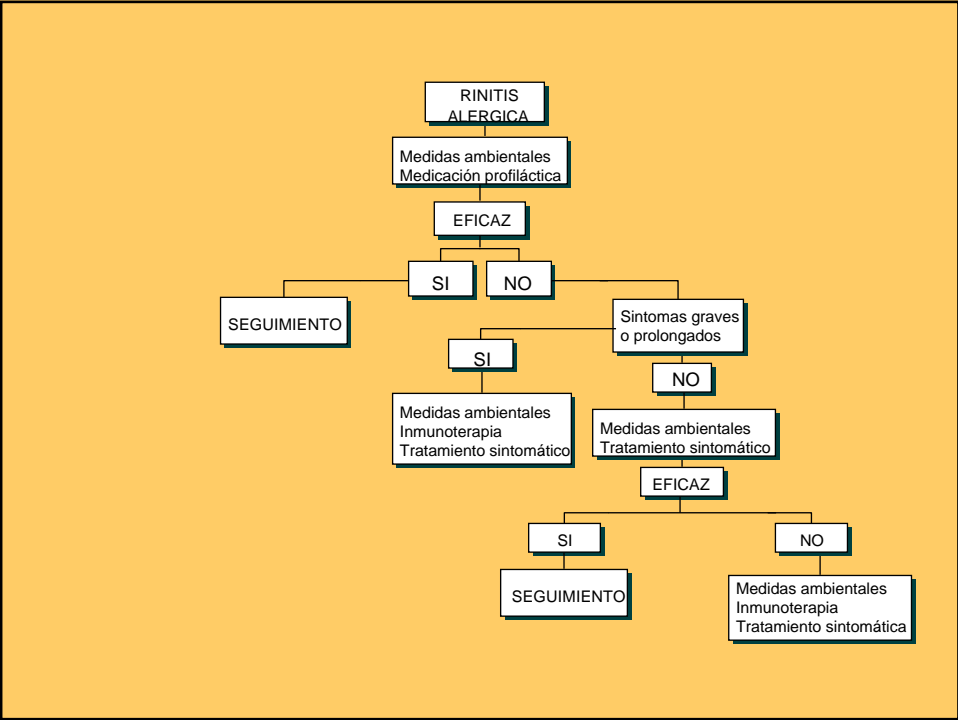 RINITIS
ALERGICA
Medidas ambientales
Medicación profiláctica
EFICAZ
SI
NO
SEGUIMIENTO
Sintomas graves
o prolongados
SI
NO
Medidas ambientales
Inmunoterapia
Tratamiento sintomático
Medidas ambientales
Tratamiento sintomático
EFICAZ
SI
NO
SEGUIMIENTO
Medidas ambientales
Inmunoterapia
Tratamiento sintomática